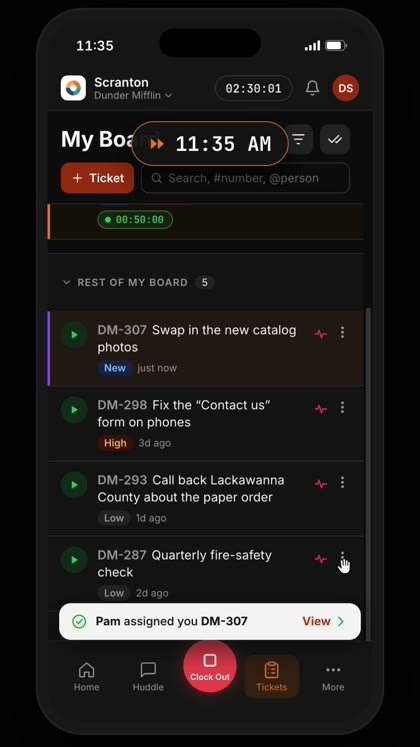 11:35
Scranton
Dunder Mifflin
02:30:01
DS
My Boa
11:35 AM
+ Ticket
Search, #number, @person
00:50:00
REST OF MY BOARD 5
DM-307 Swap in the new catalog
photos
New just now
DM-298 Fix the “Contact us”
form on phones
High 3d ago
DM-293 Call back Lackawanna
County about the paper order
Low 1d ago
DM-287 Quarterly fire-safety
check
Low 2d ago
Pam assigned you DM-307 View
Home
Huddle
Clock Out
Tickets
More